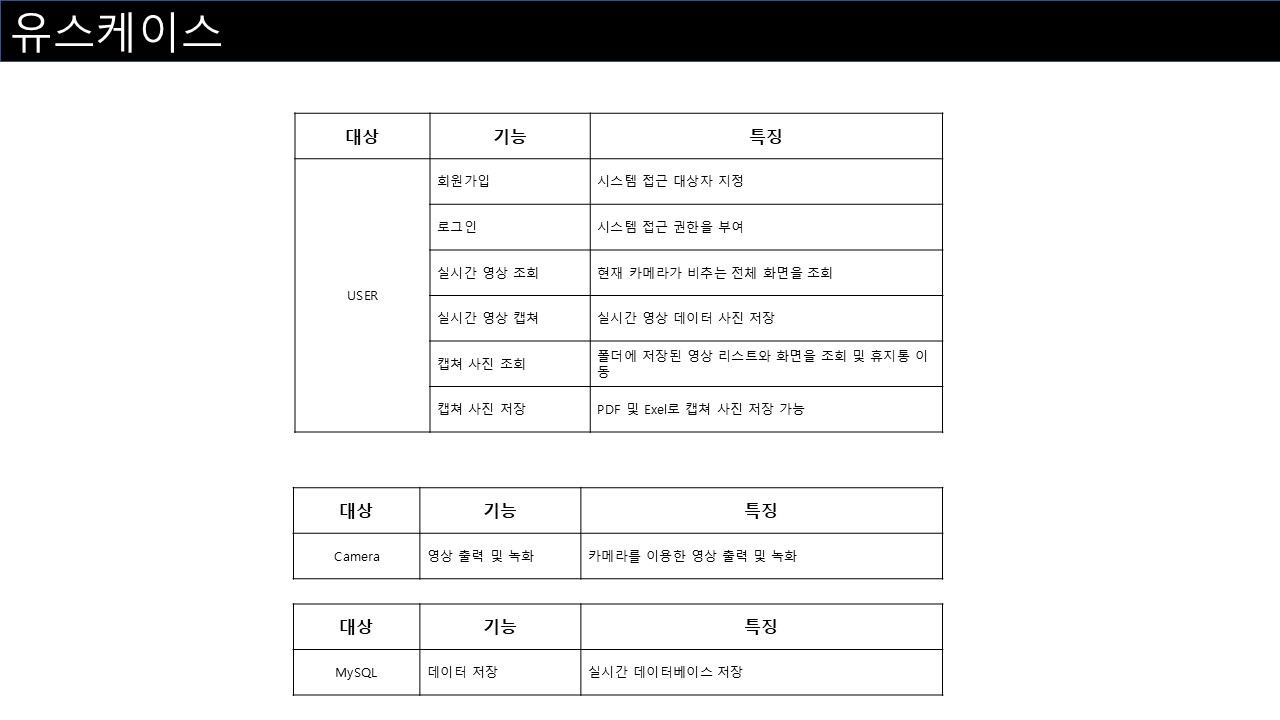 유스케이스
대상 기능 특징
USER
회원가입 시스템 접근 대상자 지정
로그인 시스템 접근 권한을 부여
실시간 영상 조회 현재 카메라가 비추는 전체 화면을 조회
실시간 영상 캡쳐 실시간 영상 데이터 사진 저장
캡쳐 사진 조회 폴더에 저장된 영상 리스트와 화면을 조회 및 휴지통 이
동
캡쳐 사진 저장 PDF 및 Exel로 캡쳐 사진 저장 가능
대상 기능 특징
Camera 영상 출력 및 녹화 카메라를 이용한 영상 출력 및 녹화
대상 기능 특징
MySQL 데이터 저장 실시간 데이터베이스 저장